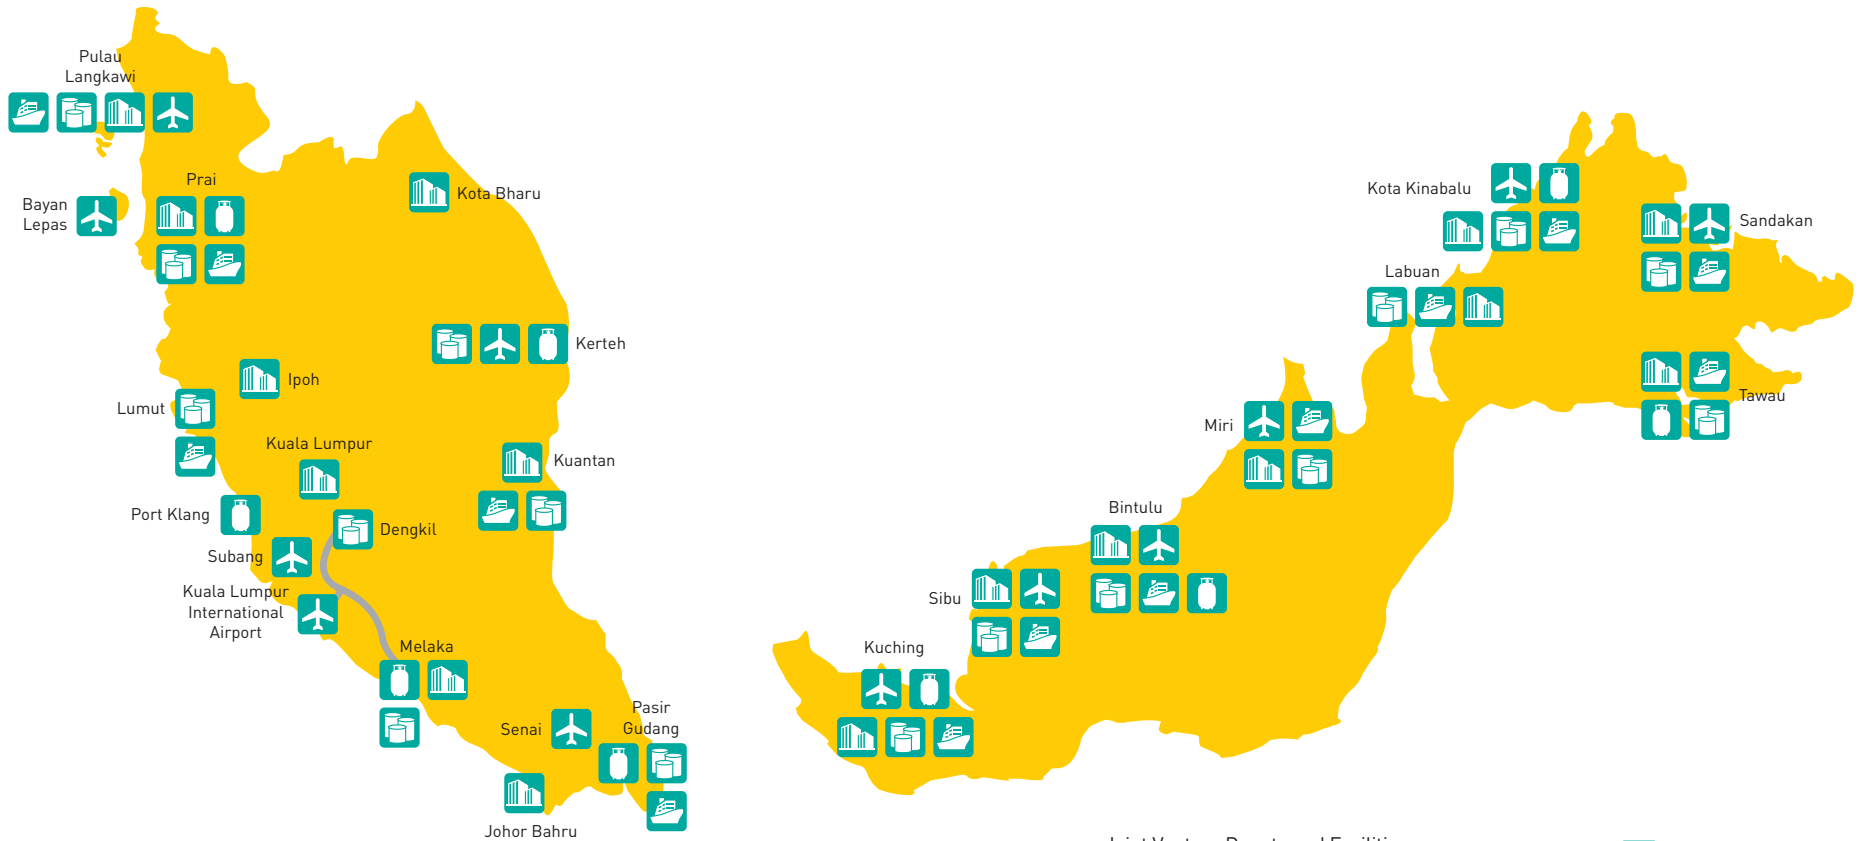 Pulau
Langkawi
Prai
Bayan
Lepas
Kota Bharu
Kerteh
Ipoh
Lumut
Kuala Lumpur
Kuantan
Port Klang
Dengkil
Subang
Kuala Lumpur
International
Airport
Melaka
Senai
Pasir
Gudang
Johor Bahru
Kota Kinabalu
Sandakan
Labuan
Tawau
Miri
Bintulu
Sibu
Kuching